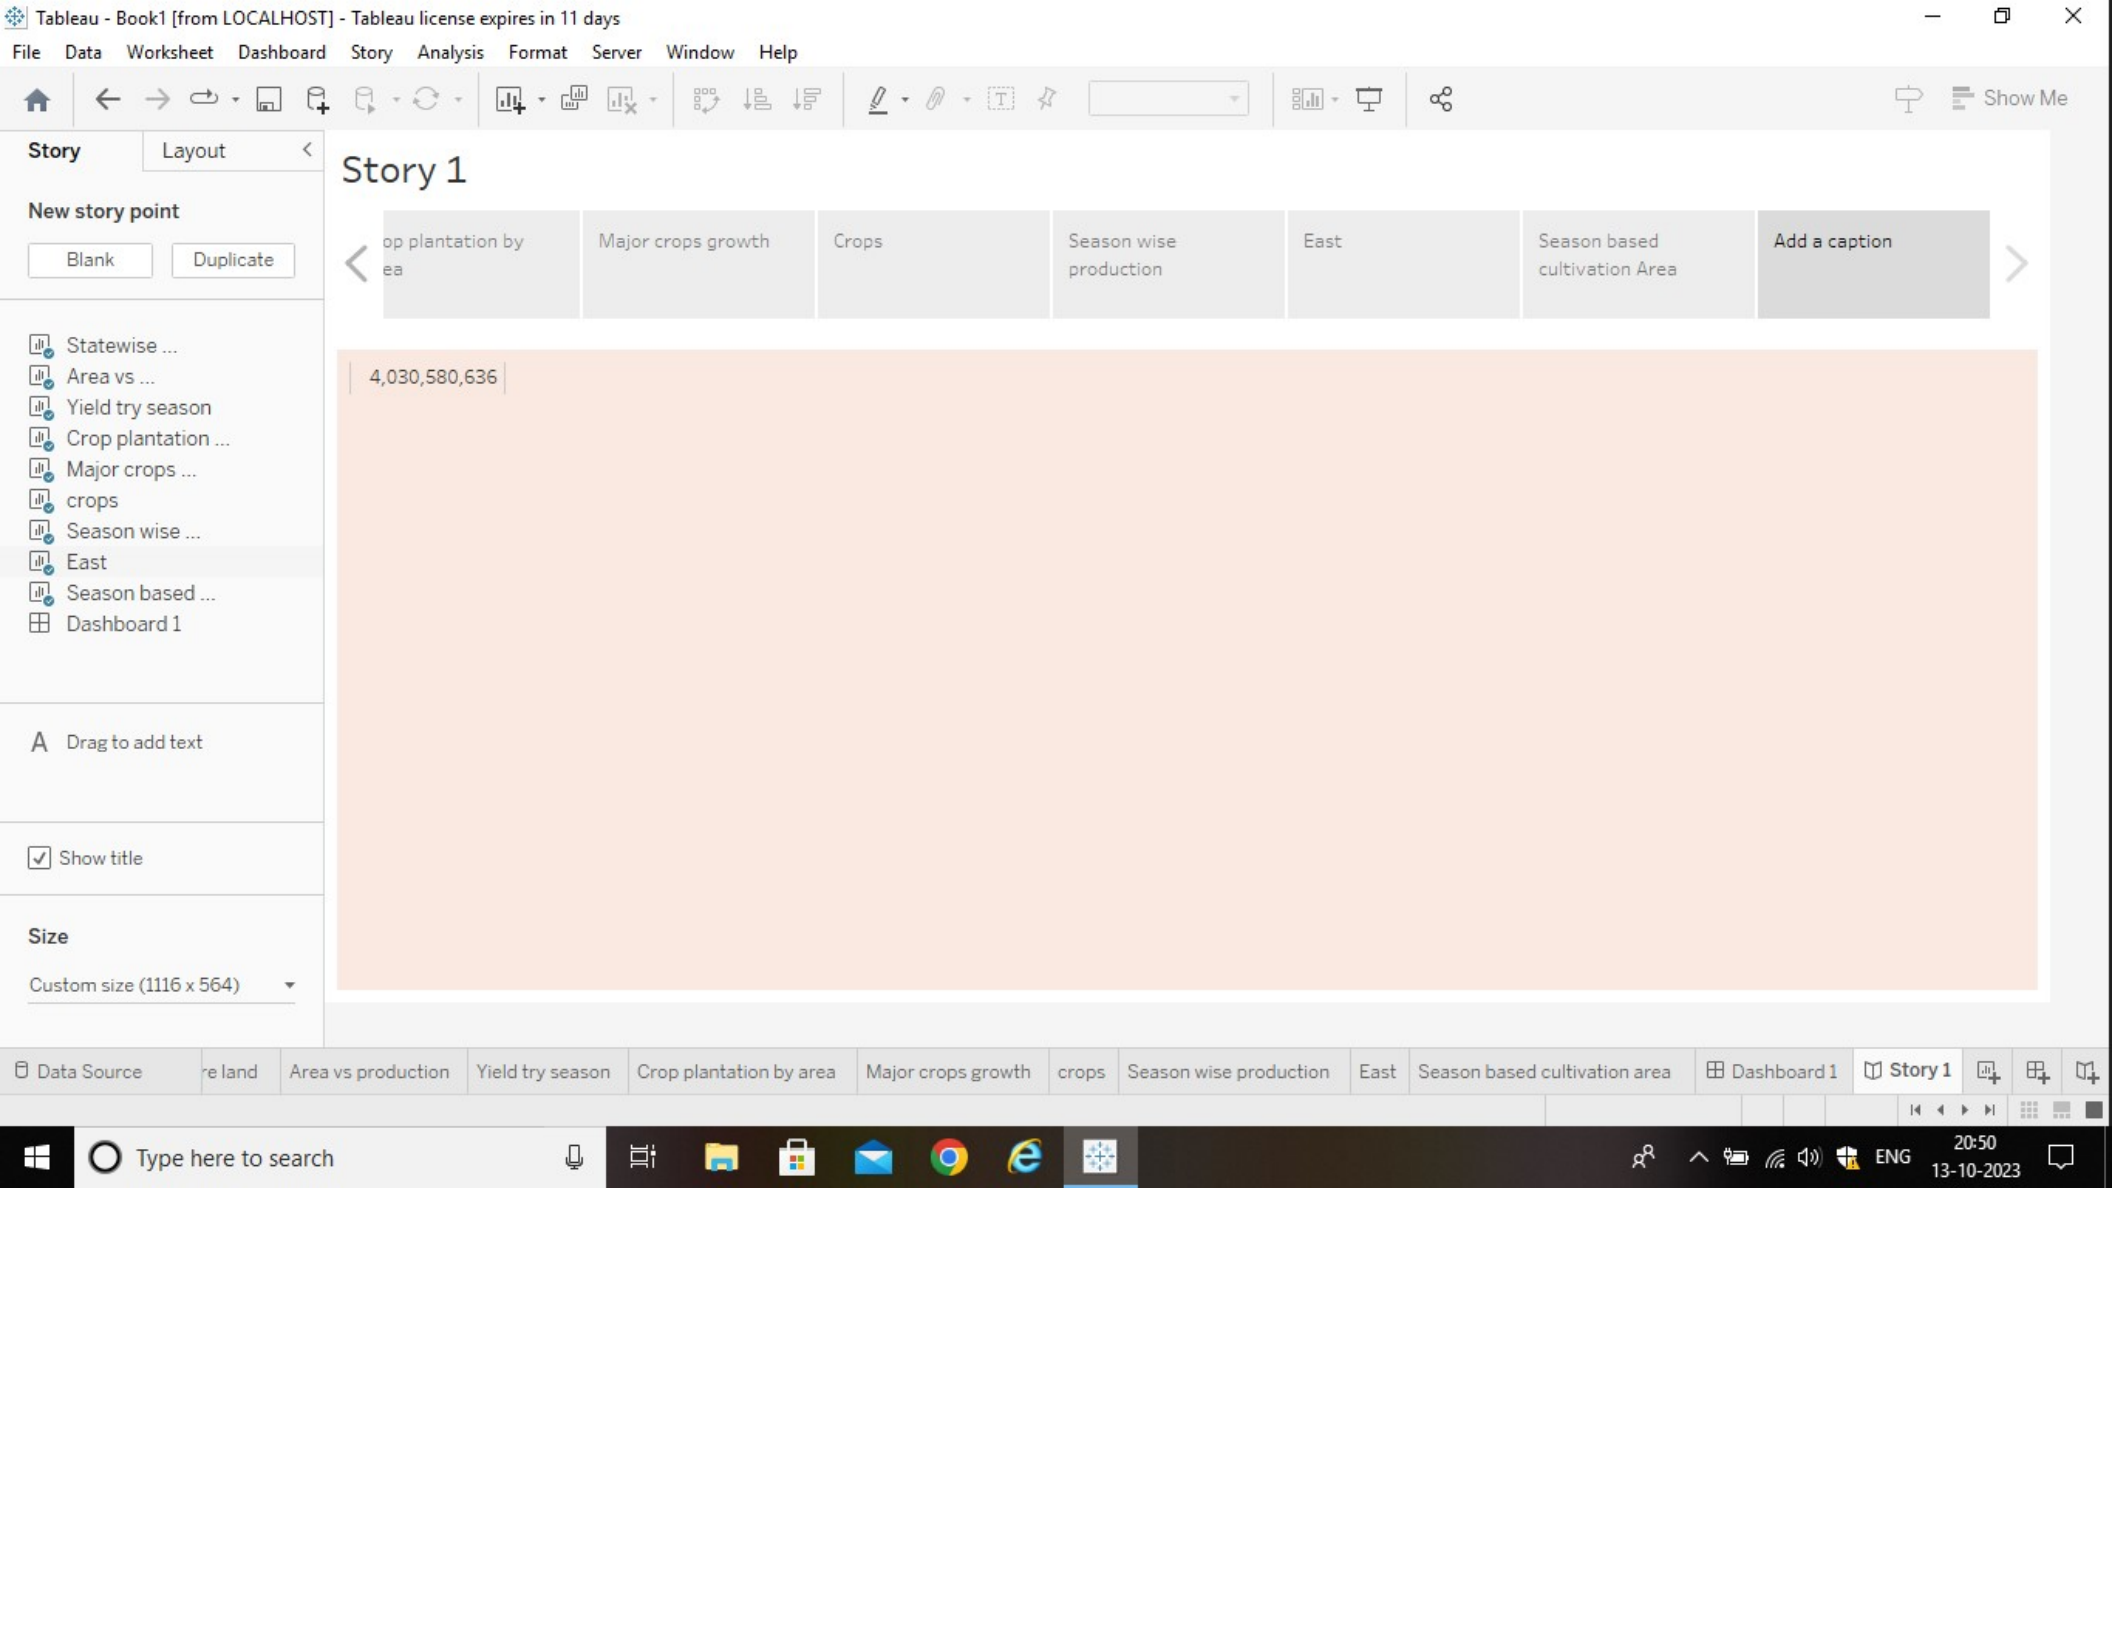 Tableau - Book1 [from LOCALHOST] - Tableau license expires in 11 days
File Data Worksheet Dashboard Story Analysis Format Server Window Help
Show Me
Story Layout
New story point
Blank Duplicate
Statewise ...
Area vs ...
Yield try season
Crop plantation ...
Major crops ...
crops
Season wise ...
East
Season based ...
Dashboard 1
A Drag to add text
Show title
Size
Custom size (1116 x 564)
Story 1
op plantation by
ea
Major crops growth
Crops
Season wise
production
East
Season based
cultivation Area
Add a caption
4,030,580,636
Data Source re land Area vs production Yield try season Crop plantation by area Major crops growth crops Season wise production East Season based cultivation area Dashboard 1 Story 1
Type here to search
ENG
20:50
13-10-2023